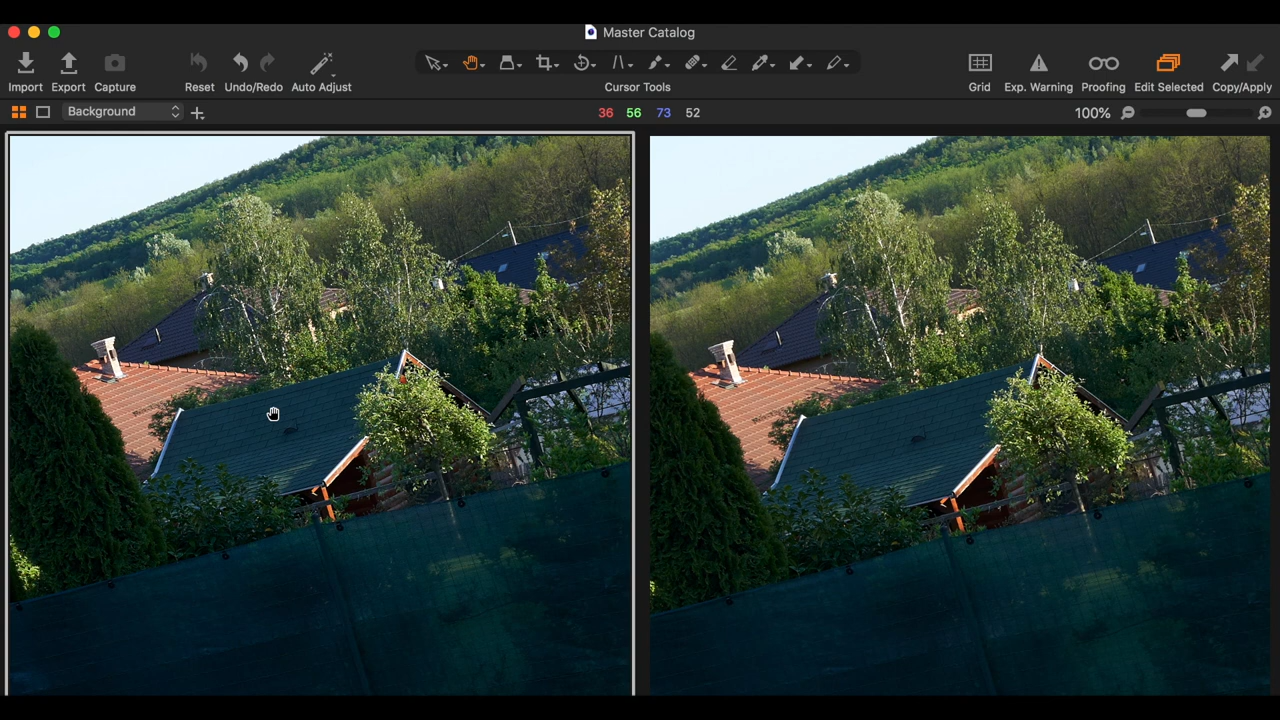 Master Catalog
Import
Export
Capture
Reset
Undo/Redo
Auto Adjust
Cursor Tools
Grid
Exp. Warning
Proofing
Edit Selected
Copy/Apply
Background
36 56 73 52
100%